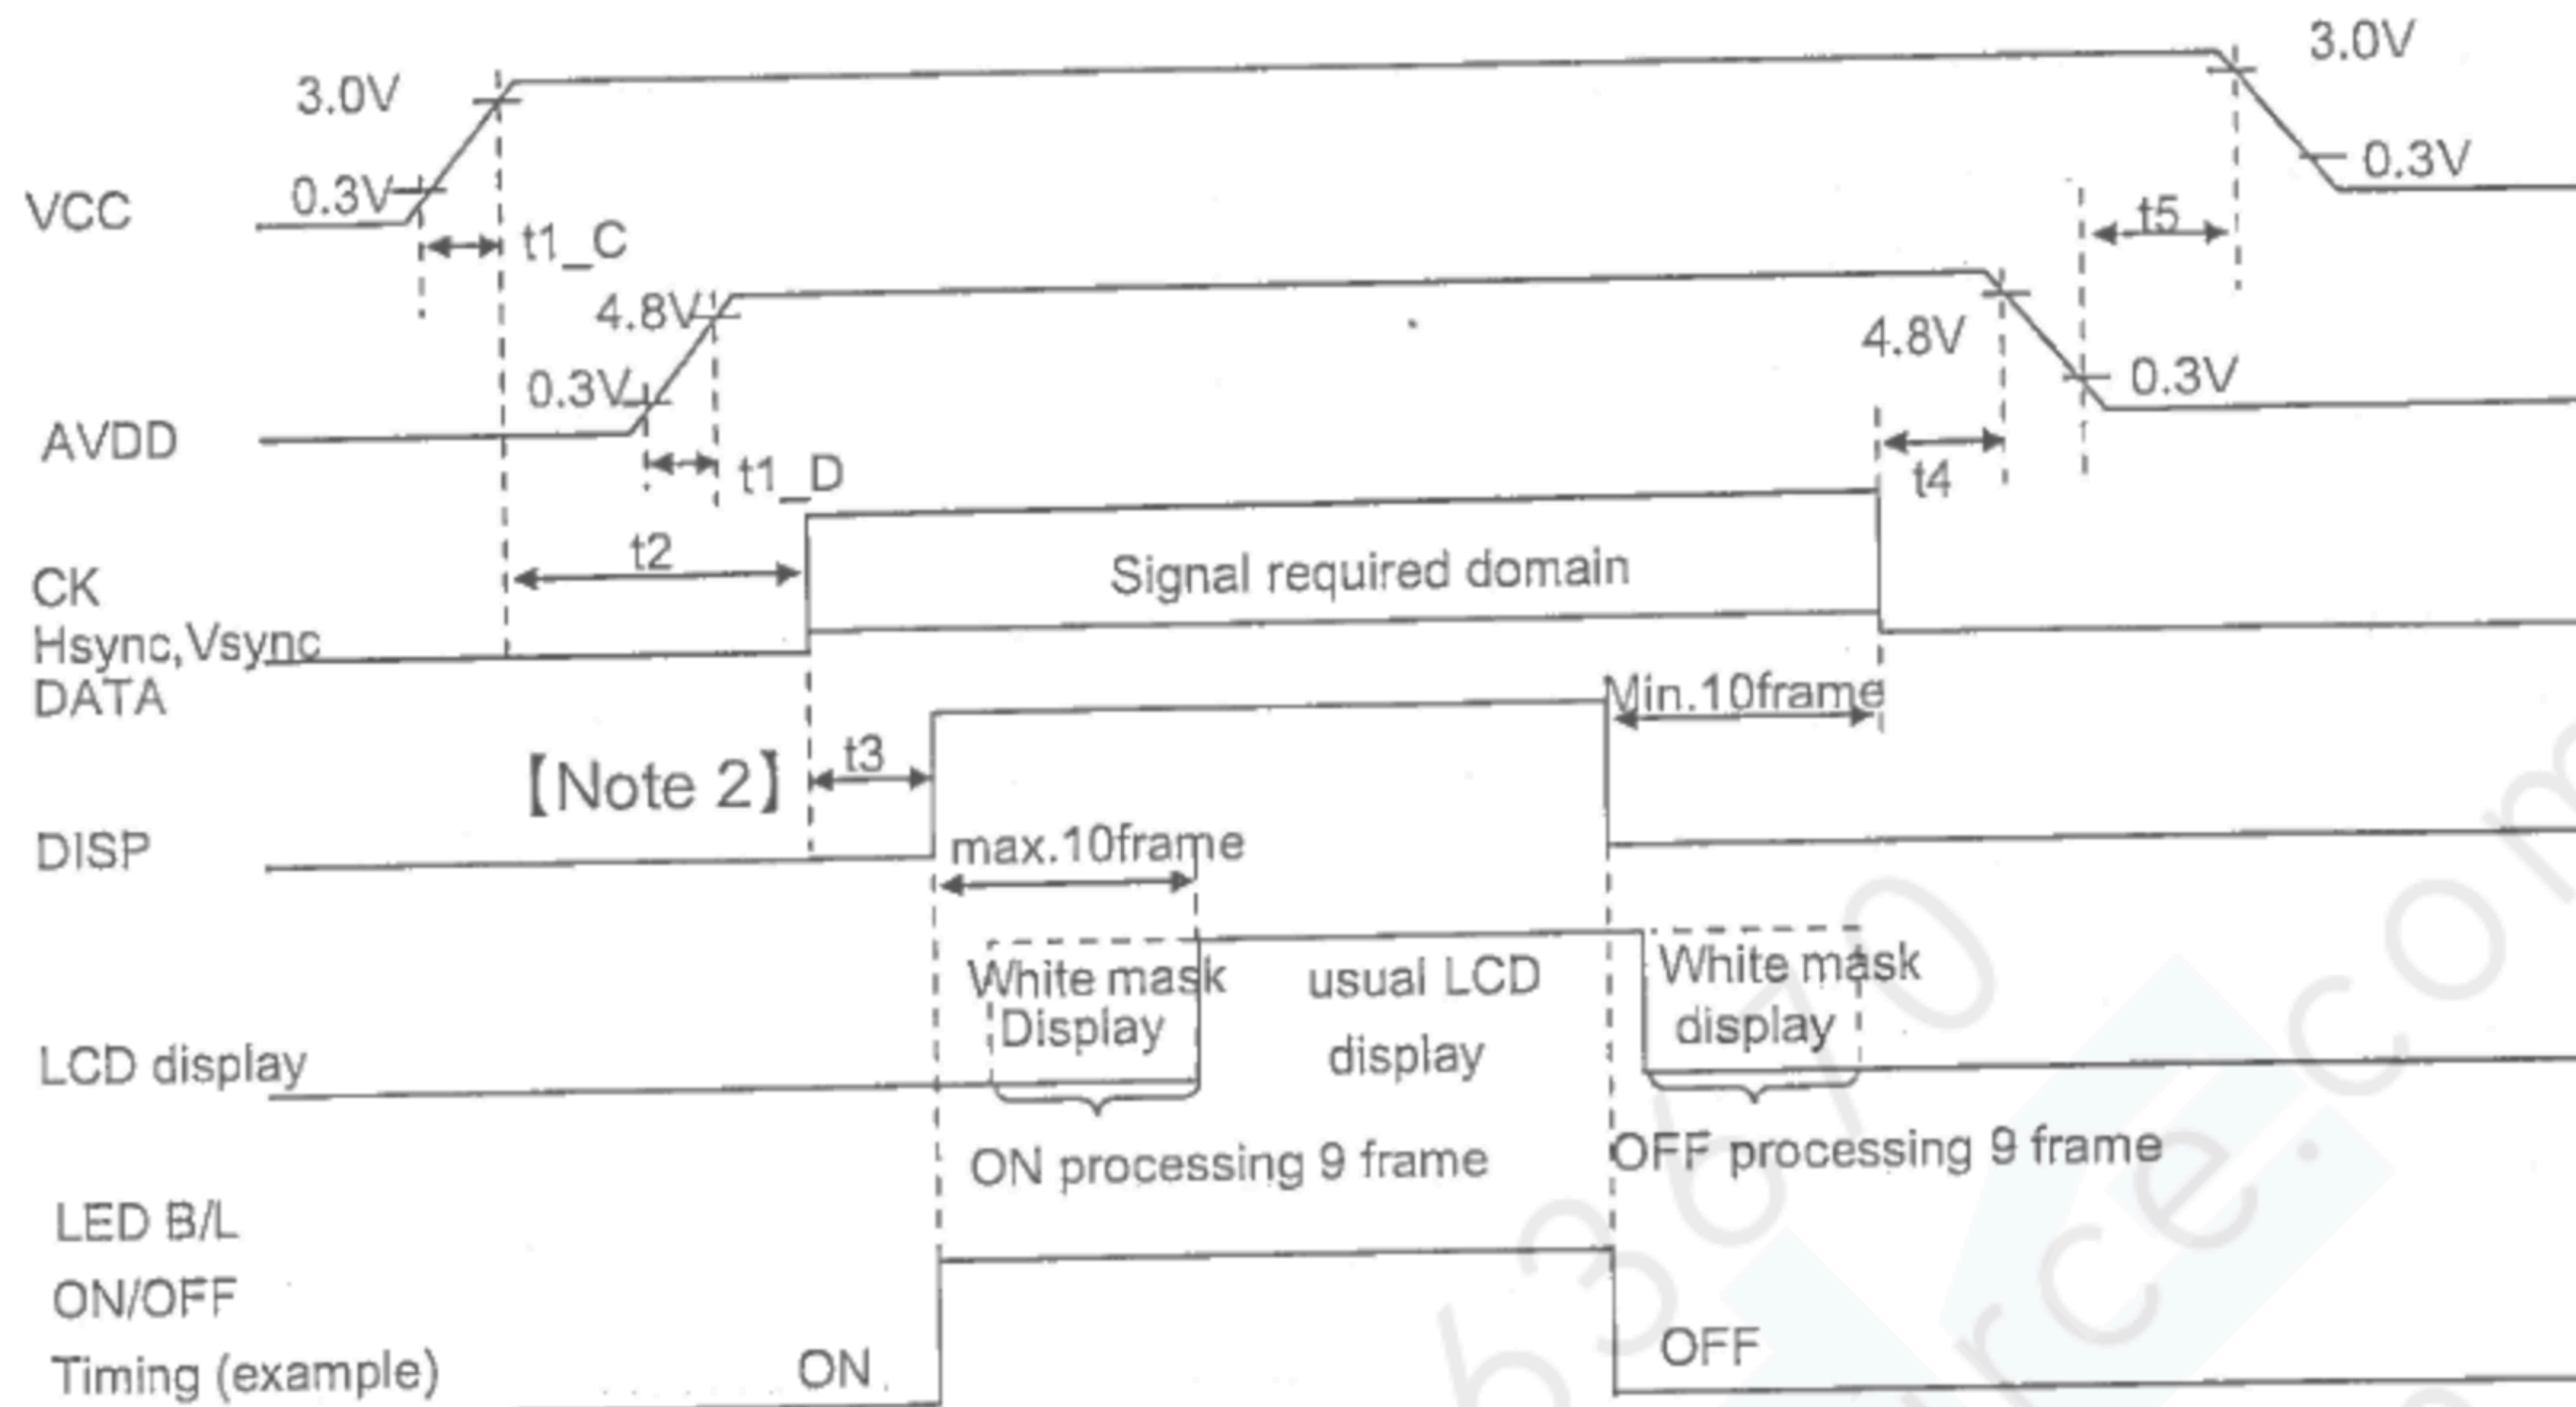 3.0V
3.0V
0.3V
0.3V
VCC
t1_C
t5
4.8V
4.8V
0.3V
0.3V
AVDD
t1_D
t4
t2
Signal required domain
CK
Hsync,Vsync
DATA
Min.10frame
【Note 2】
t3
DISP
max.10frame
White mask
Display
usual LCD
display
White mask
display
LCD display
ON processing 9 frame
OFF processing 9 frame
LED B/L
ON/OFF
Timing (example)
ON
OFF